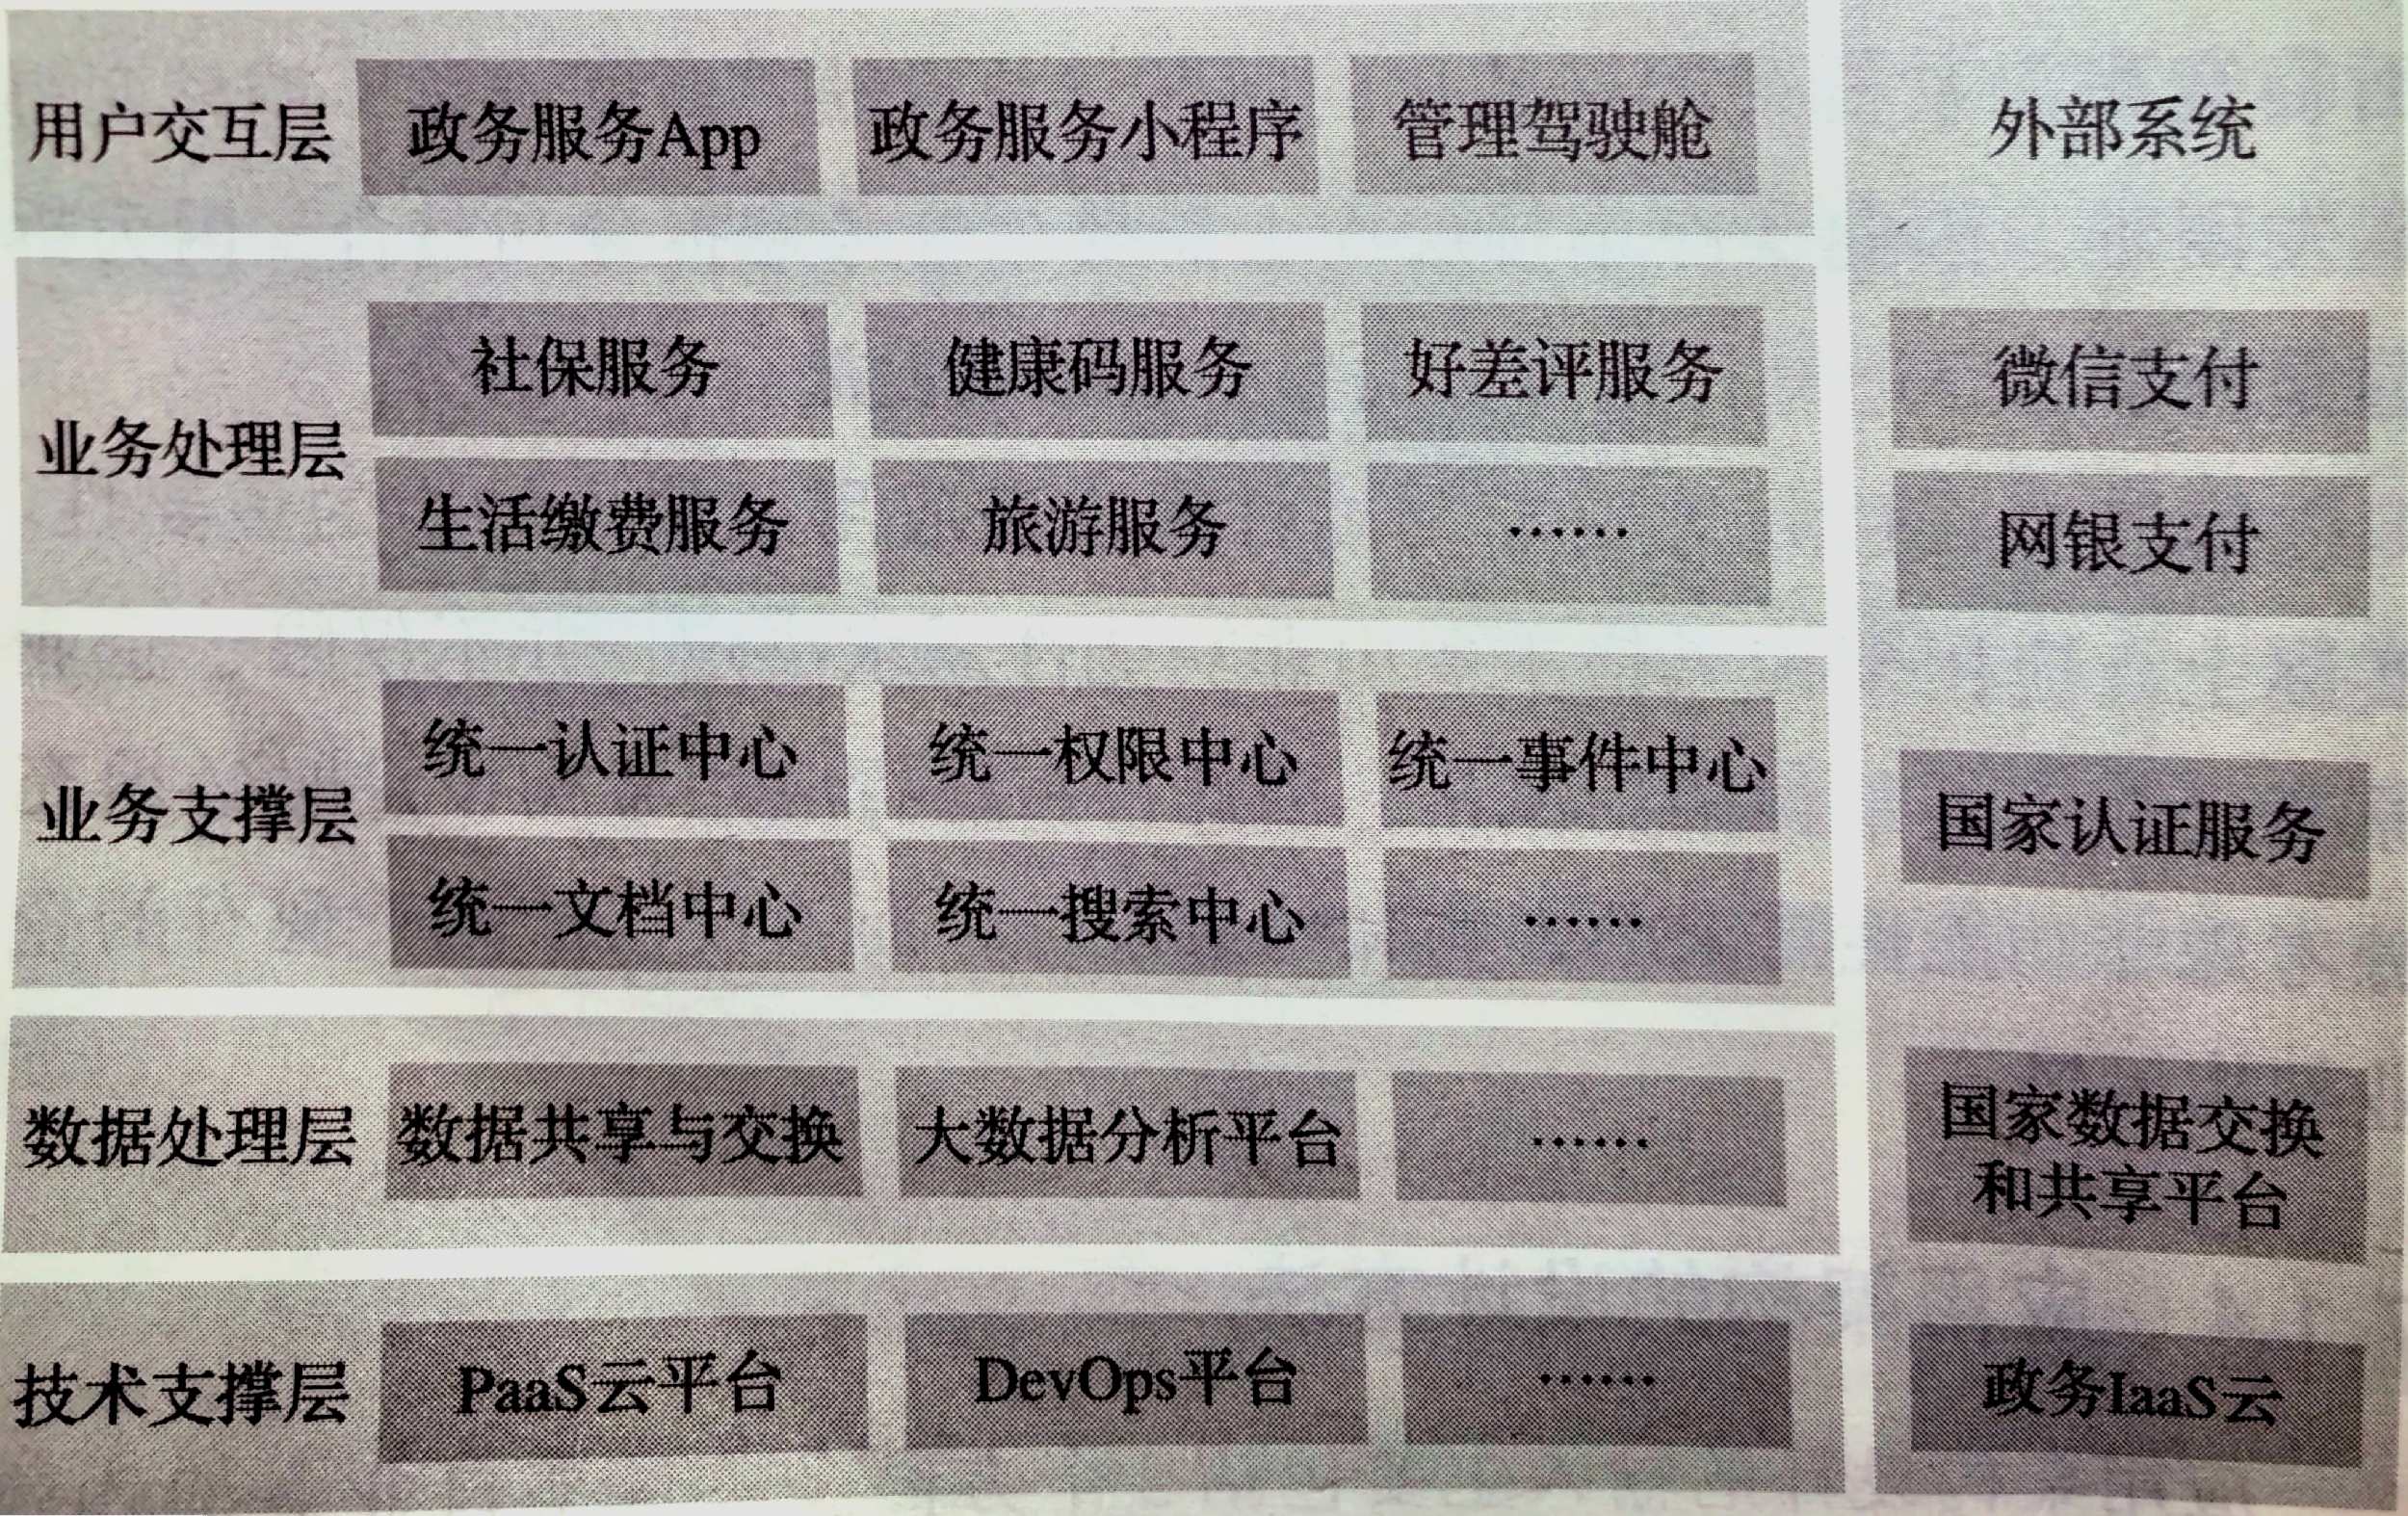 用户交互层 政务服务App 政务服务小程序 管理驾驶舱 外部系统
社保服务 健康码服务 好差评服务 微信支付
业务处理层
生活缴费服务 旅游服务 …… 网银支付
统一认证中心 统一权限中心 统一事件中心
业务支撑层 国家认证服务
统一文档中心 统一搜索中心 ……
数据处理层 数据共享与交换 大数据分析平台 …… 国家数据交换
和共享平台
技术支撑层 PaaS云平台 DevOps平台 …… 政务IaaS云